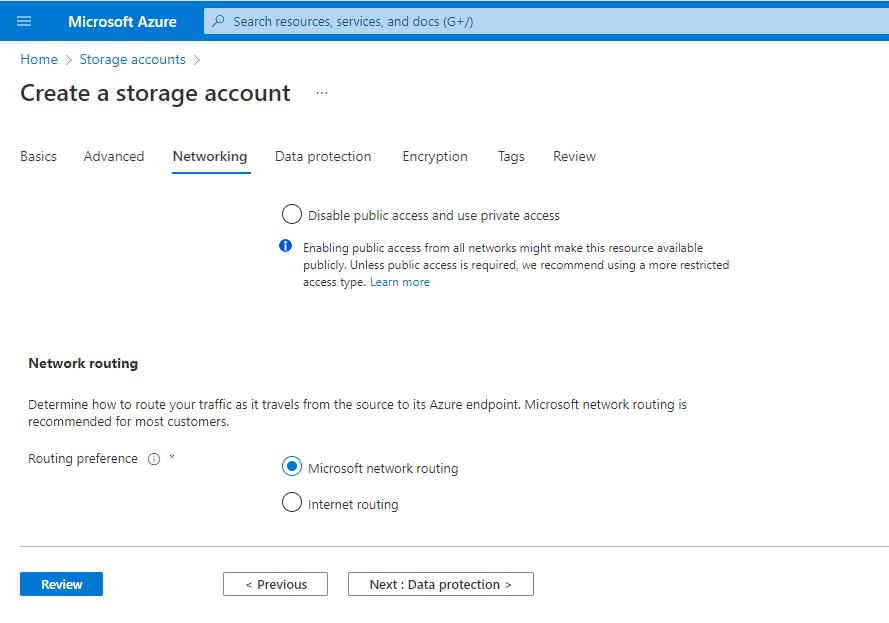 Microsoft Azure
Search resources, services, and docs (G+/)
Home > Storage accounts >
Create a storage account ...
Basics Advanced Networking Data protection Encryption Tags Review
Disable public access and use private access
Enabling public access from all networks might make this resource available
publicly. Unless public access is required, we recommend using a more restricted
access type. Learn more
Network routing
Determine how to route your traffic as it travels from the source to its Azure endpoint. Microsoft network routing is
recommended for most customers.
Routing preference *
Microsoft network routing
Internet routing
Review < Previous Next : Data protection >